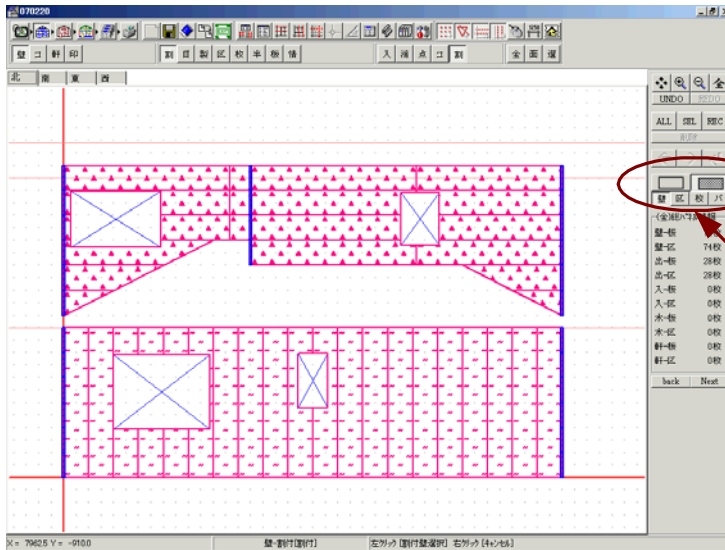 070220
壁 コ 軒 印 割 目 製 区 枚 半 板 情 入 補 点 コ 割 全 面 選
北 南 東 西
全
UNDO REDO
ALL SEL REC
壁 区 枚 バ
壁-板
壁-区 74枚
出-板 28枚
出-区 28枚
入-板 0枚
入-区 0枚
水-板 0枚
水-区 0枚
軒-板 0枚
軒-区 0枚
back Next
X = 7962.5 Y = -910.0 壁-割付[割付] 左クリック [割付壁選択] 右クリック [キャンセル]